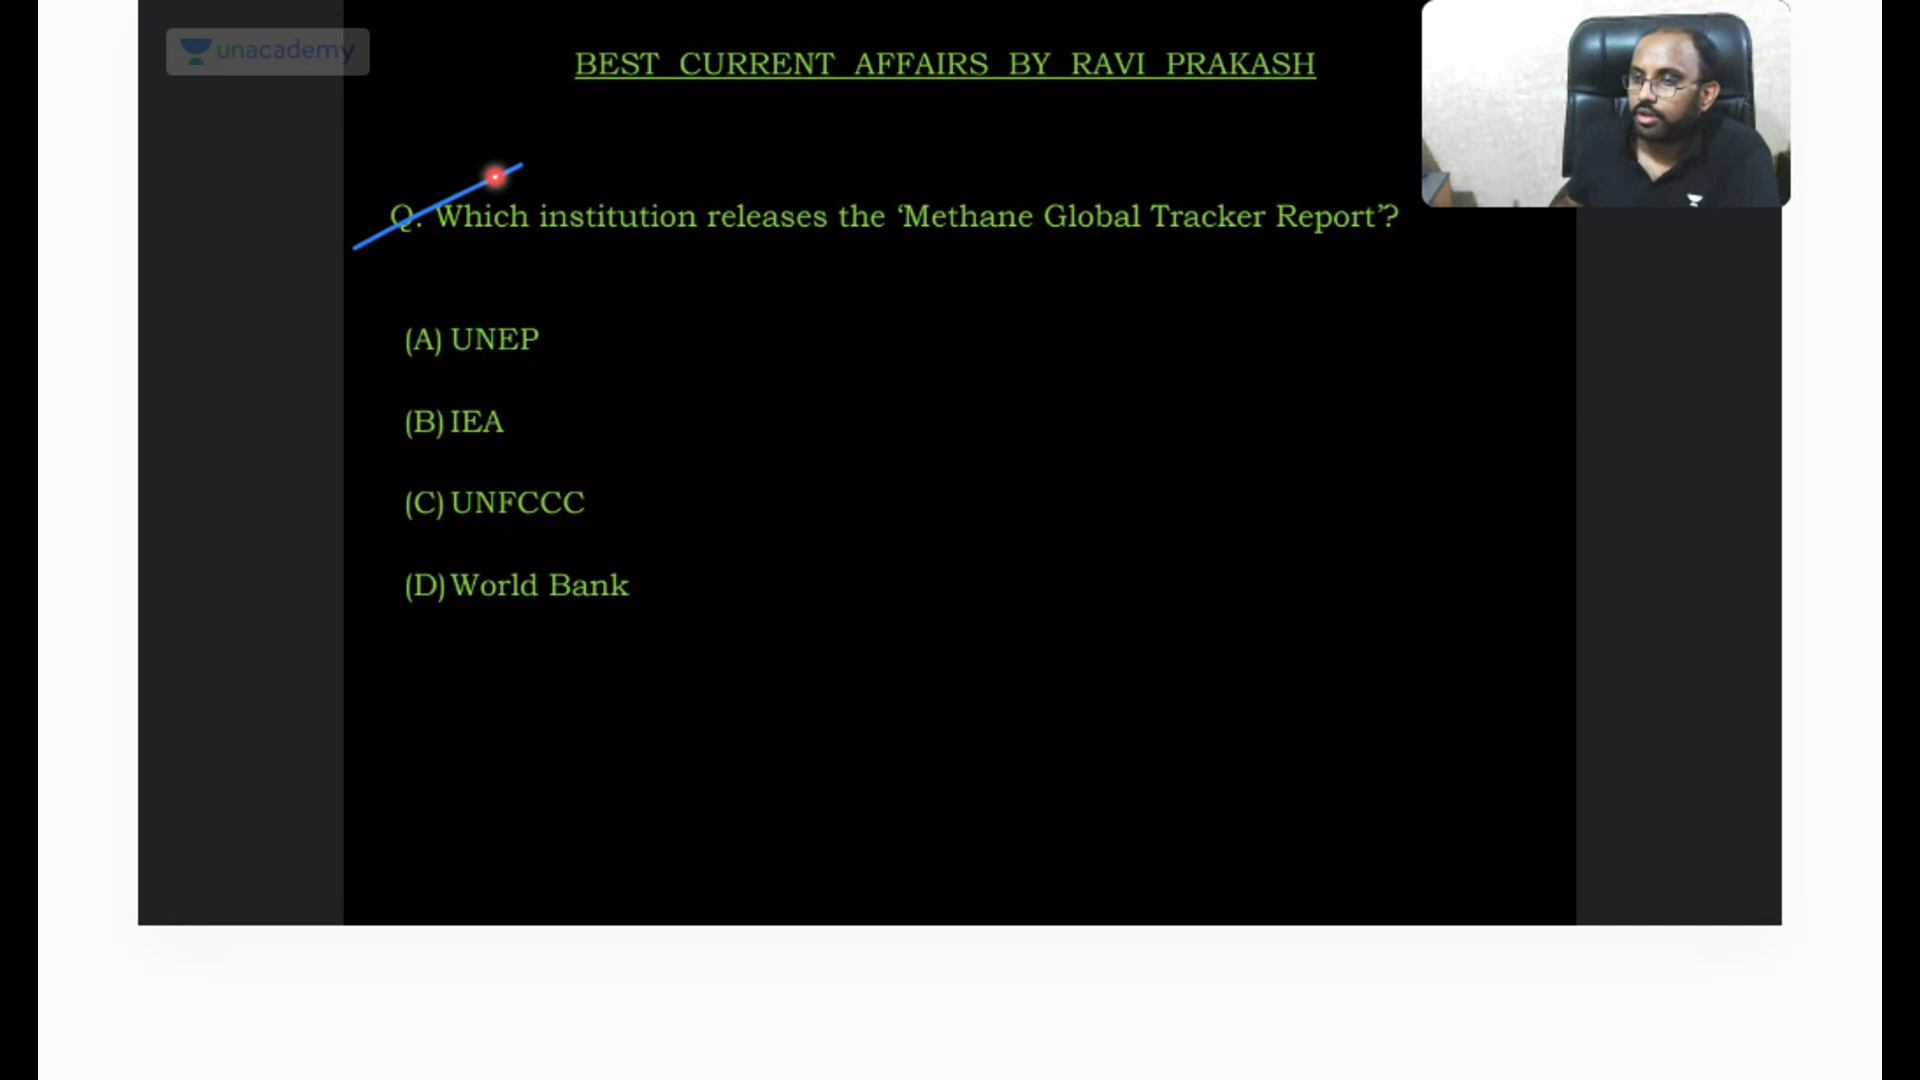 unacademy
BEST CURRENT AFFAIRS BY RAVI PRAKASH
Q. Which institution releases the ‘Methane Global Tracker Report’?
(A) UNEP
(B) IEA
(C) UNFCCC
(D) World Bank